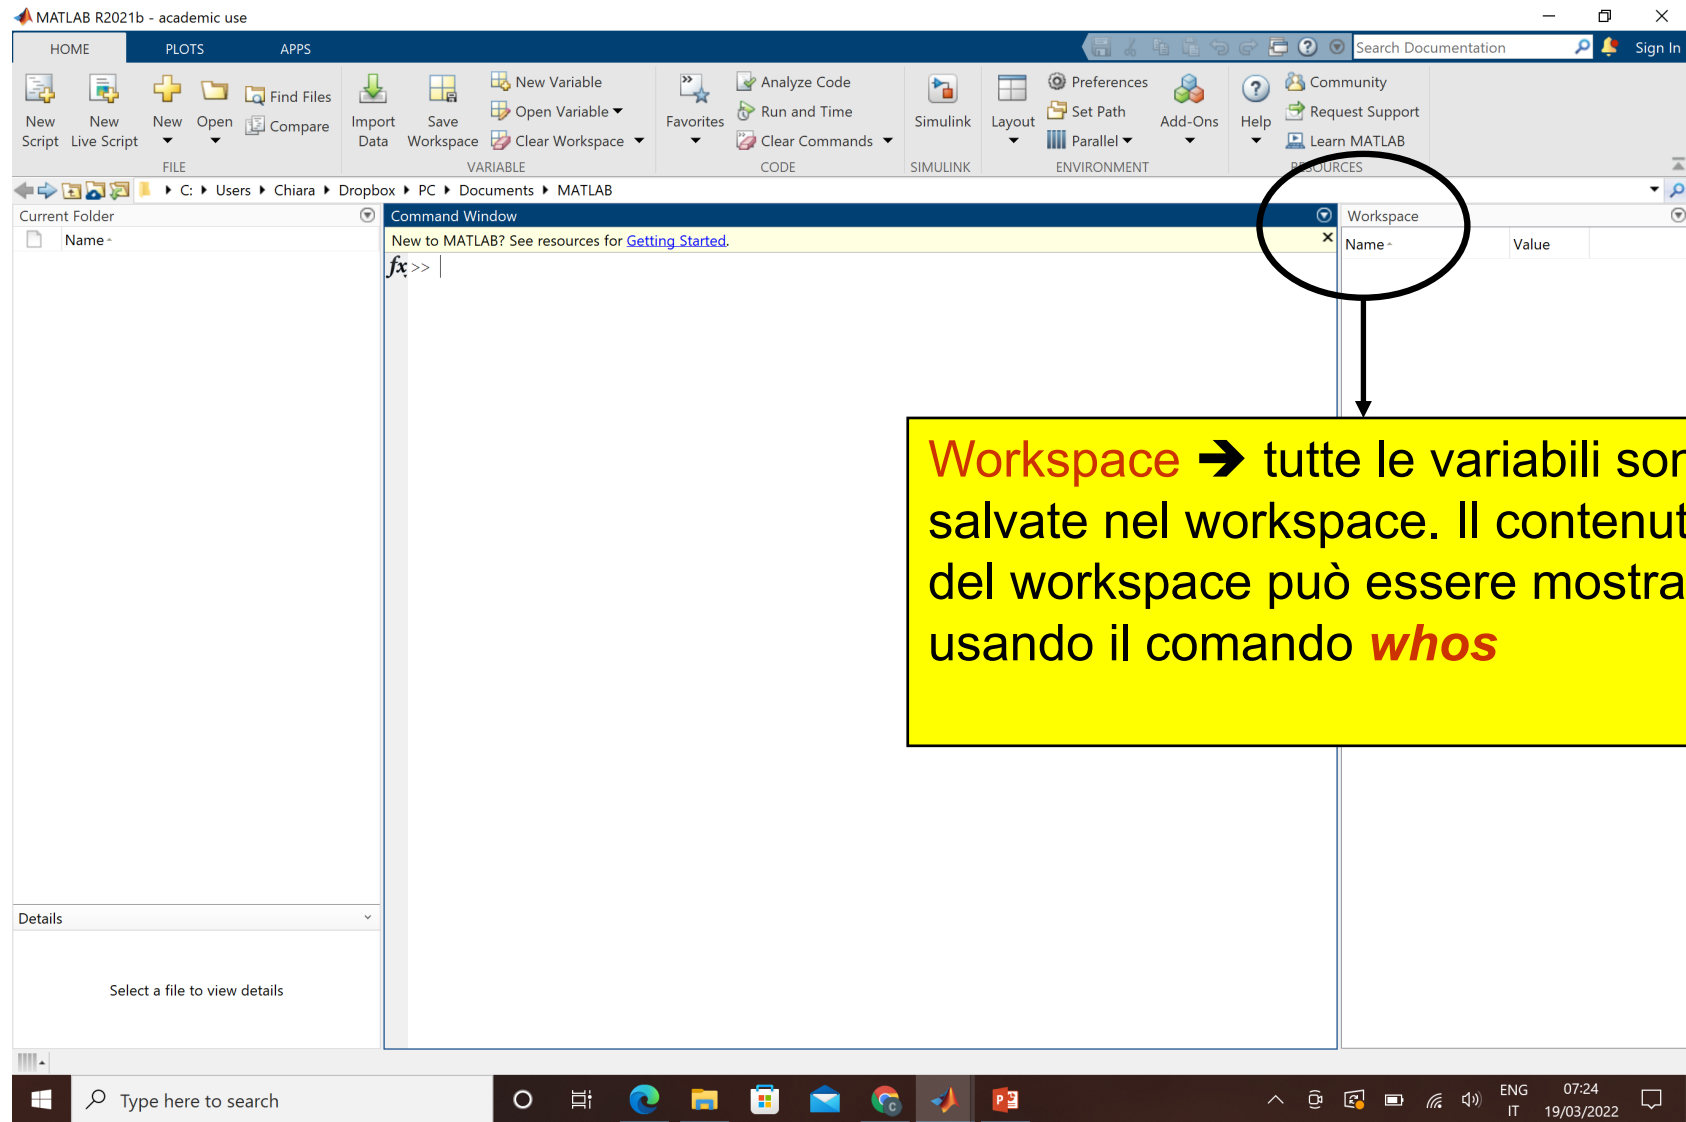 MATLAB R2021b - academic use
HOME PLOTS APPS
Search Documentation
Sign In
New Script
New Live Script
New
Open
Find Files
Compare
FILE
Import Data
Save Workspace
New Variable
Open Variable
Clear Workspace
VARIABLE
Favorites
Analyze Code
Run and Time
Clear Commands
CODE
Simulink
SIMULINK
Layout
Preferences
Set Path
Parallel
Add-Ons
ENVIRONMENT
Help
Community
Request Support
Learn MATLAB
RESOURCES
C: Users Chiara Dropbox PC Documents MATLAB
Current Folder
Name
Command Window
New to MATLAB? See resources for Getting Started.
fx >>
Workspace
Name Value
Workspace ➔ tutte le variabili
salvate nel workspace. Il
del workspace può essere
usando il comando whos
Details
Select a file to view details
Type here to search
ENG
IT
07:24
19/03/2022